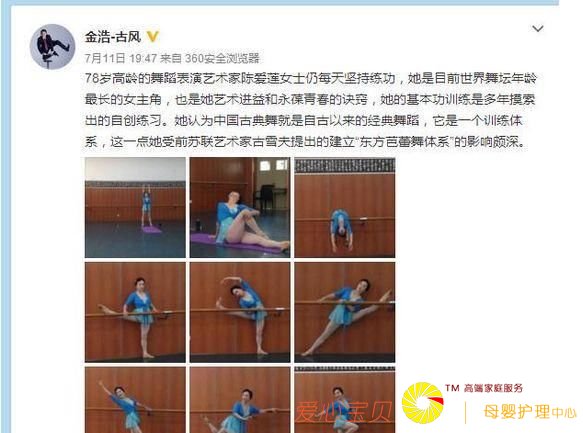 金浩-古风
7月11日 19:47 来自 360安全浏览器
78岁高龄的舞蹈表演艺术家陈爱莲女士仍每天坚持练功，她是目前世界舞坛年龄
最长的女主角，也是她艺术进益和永葆青春的诀窍，她的基本功训练是多年摸索
出的自创练习。她认为中国古典舞就是自古以来的经典舞蹈，它是一个训练体
系，这一点她受前苏联艺术家古雪夫提出的建立“东方芭蕾舞体系”的影响颇深。
爱心宝贝
TM 高端家庭服务
母婴护理中心